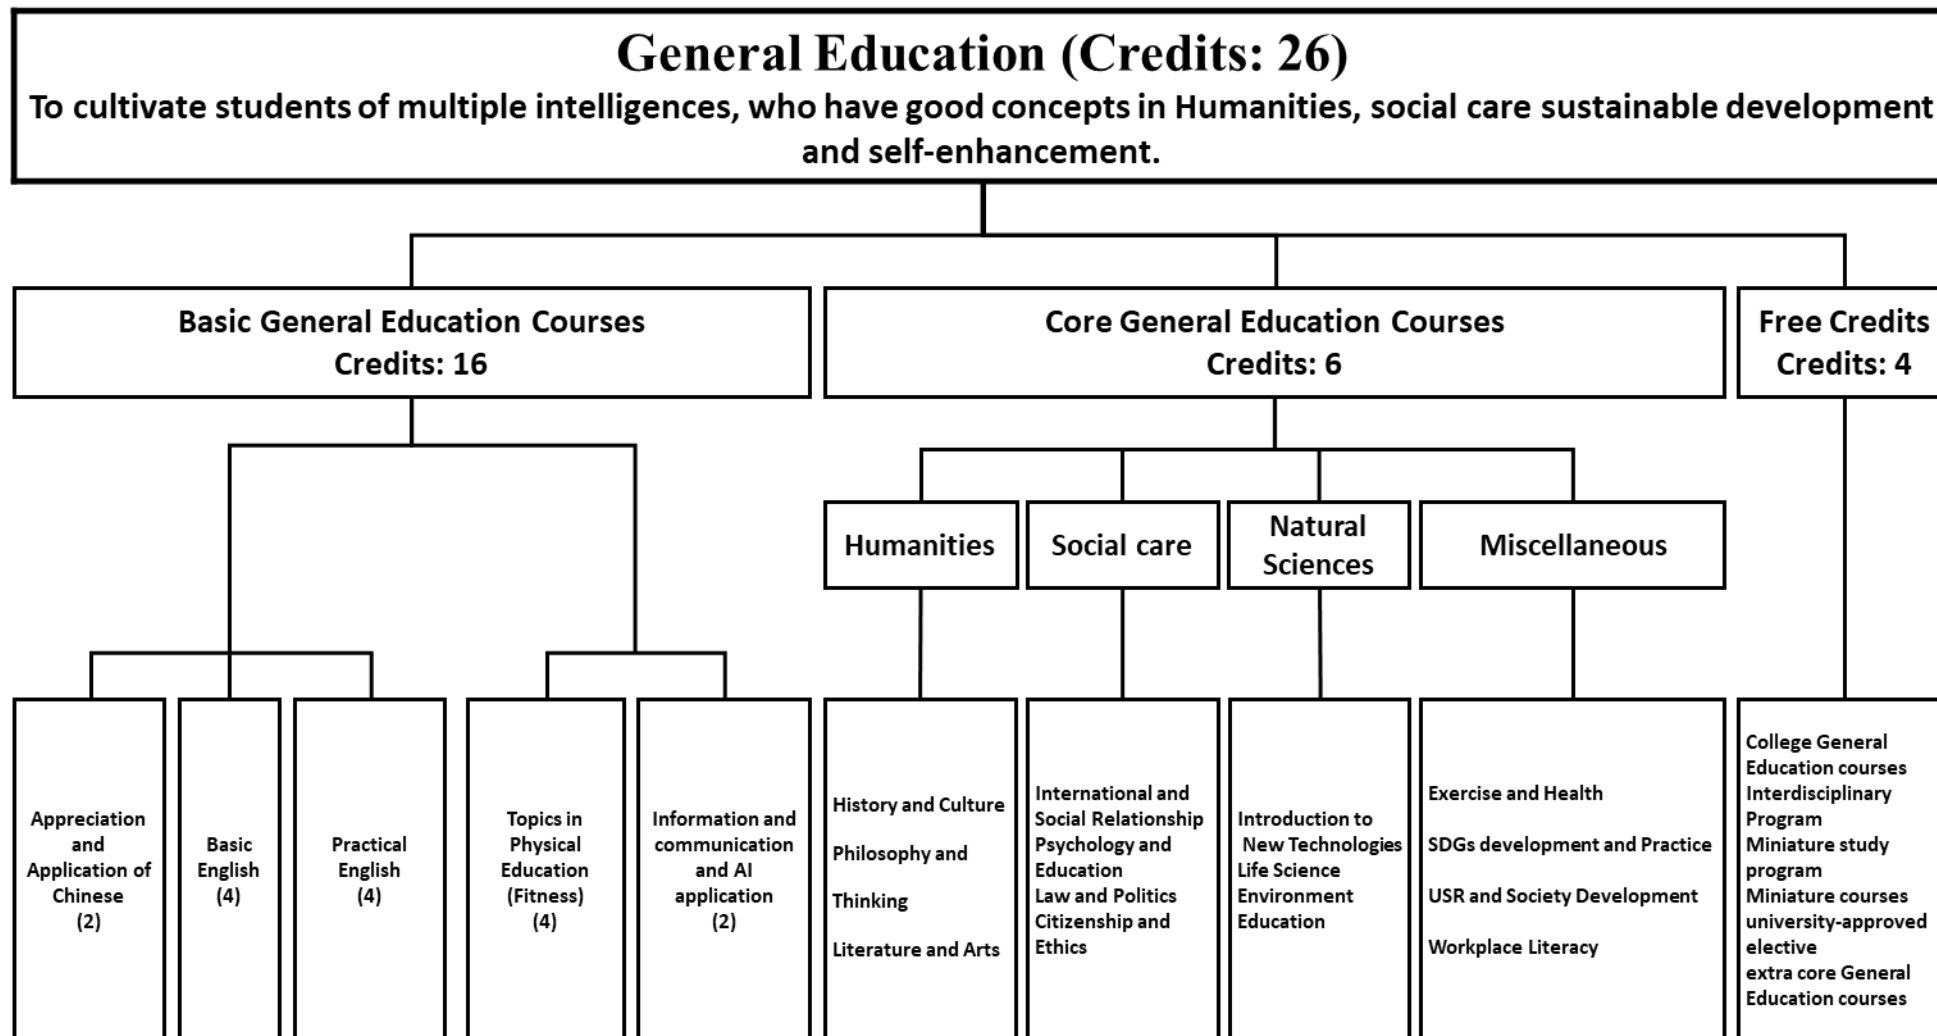 General Education (Credits: 26)
To cultivate students of multiple intelligences, who have good concepts in Humanities, social care sustainable development
and self-enhancement.
Basic General Education Courses
Credits: 16
Core General Education Courses
Credits: 6
Free Credits
Credits: 4
Humanities
Social care
Natural
Sciences
Miscellaneous
Appreciation
and
Application of
Chinese
(2)
Basic
English
(4)
Practical
English
(4)
Topics in
Physical
Education
(Fitness)
(4)
Information and
communication
and AI
application
(2)
History and Culture
Philosophy and
Thinking
Literature and Arts
International and
Social Relationship
Psychology and
Education
Law and Politics
Citizenship and
Ethics
Introduction to
New Technologies
Life Science
Environment
Education
Exercise and Health
SDGs development and Practice
USR and Society Development
Workplace Literacy
College General
Education courses
Interdisciplinary
Program
Miniature study
program
Miniature courses
university-approved
elective
extra core General
Education courses